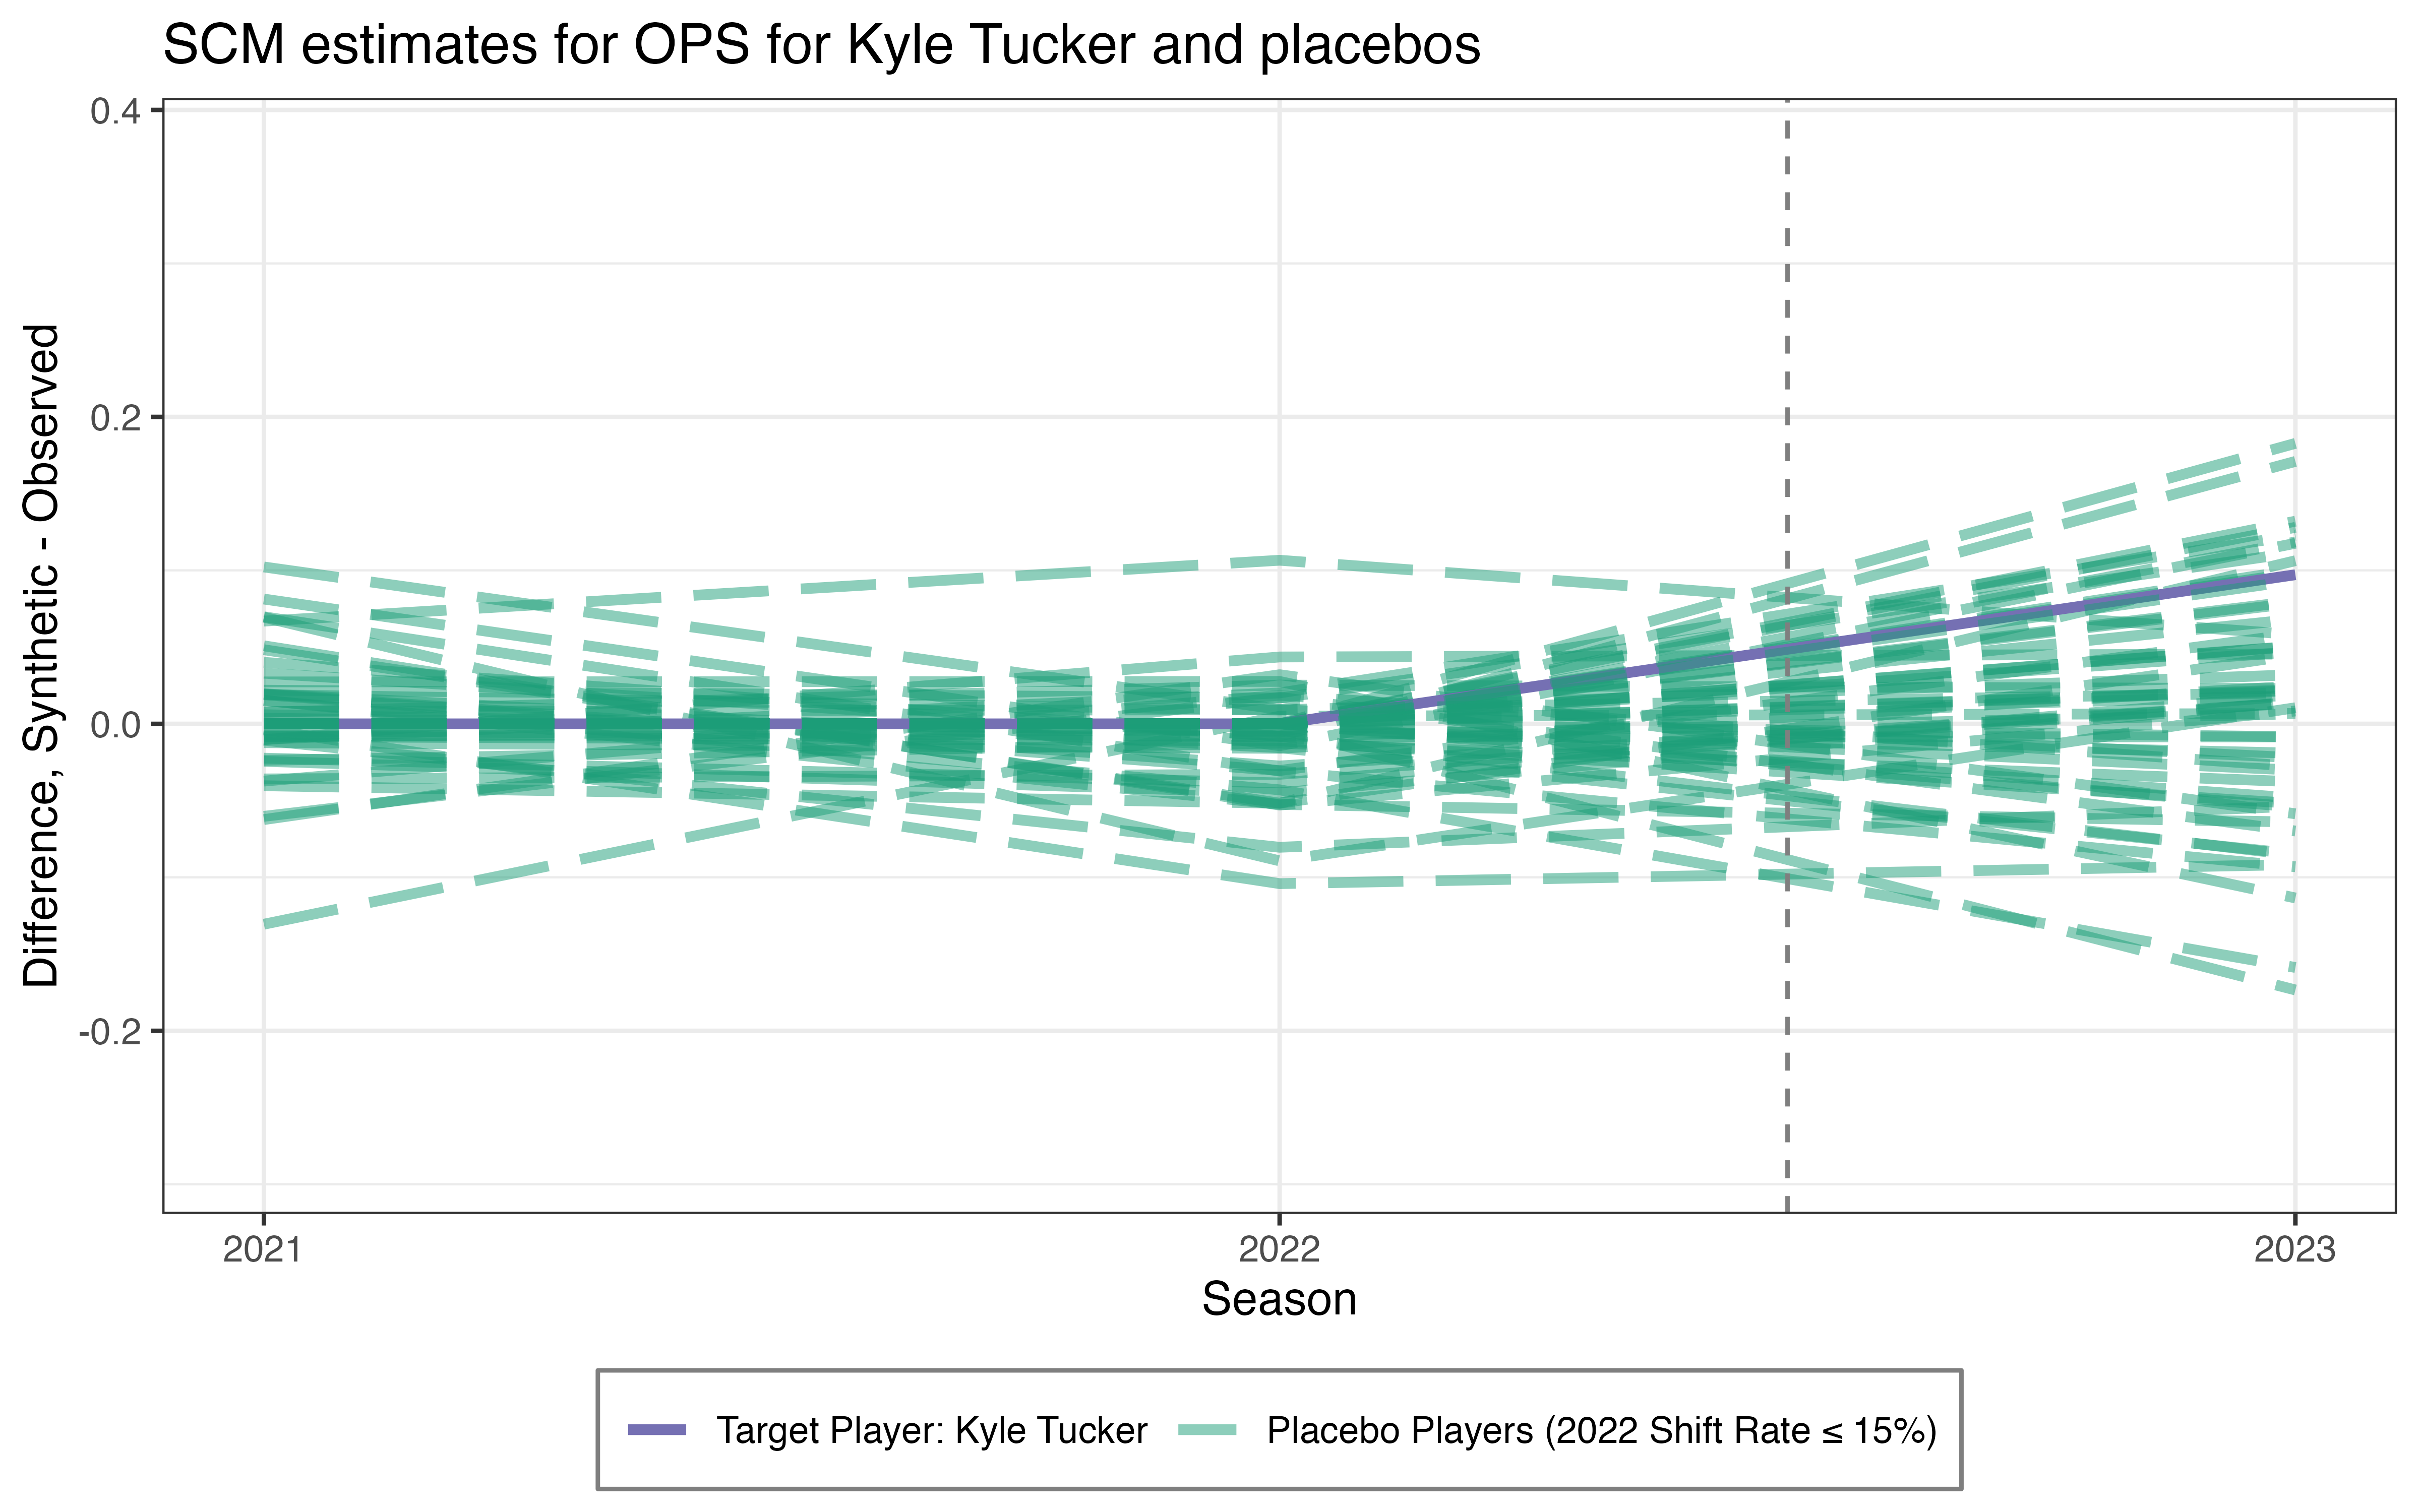 SCM estimates for OPS for Kyle Tucker and placebos
Difference, Synthetic - Observed
0.4
0.2
0.0
-0.2
2021
2022
2023
Season
Target Player: Kyle Tucker
Placebo Players (2022 Shift Rate ≤ 15%)